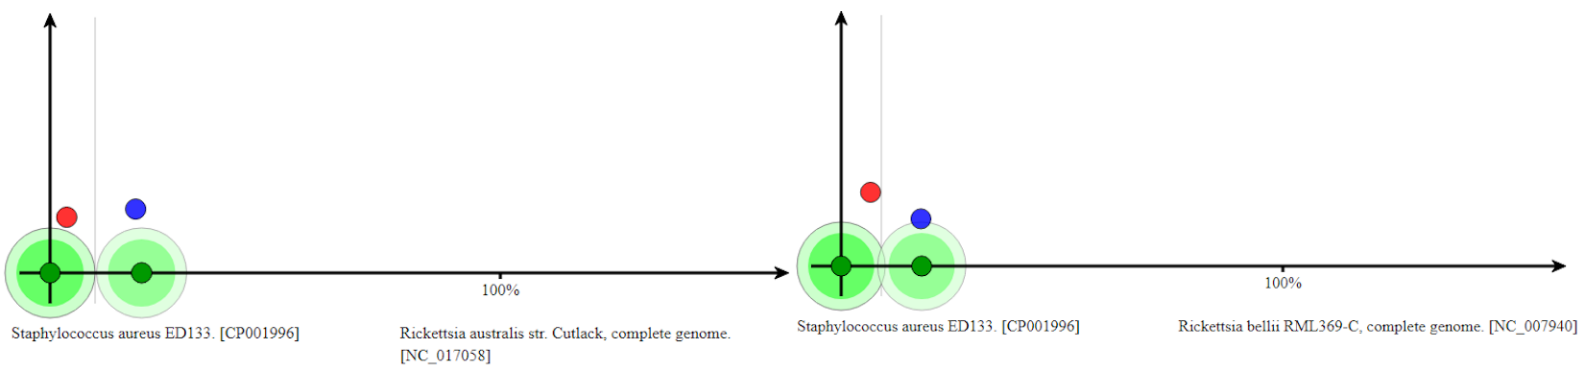 100%
Staphylococcus aureus ED133. [CP001996]
Rickettsia australis str. Cutlack, complete genome.
[NC_017058]
100%
Staphylococcus aureus ED133. [CP001996]
Rickettsia bellii RML369-C, complete genome. [NC_007940]